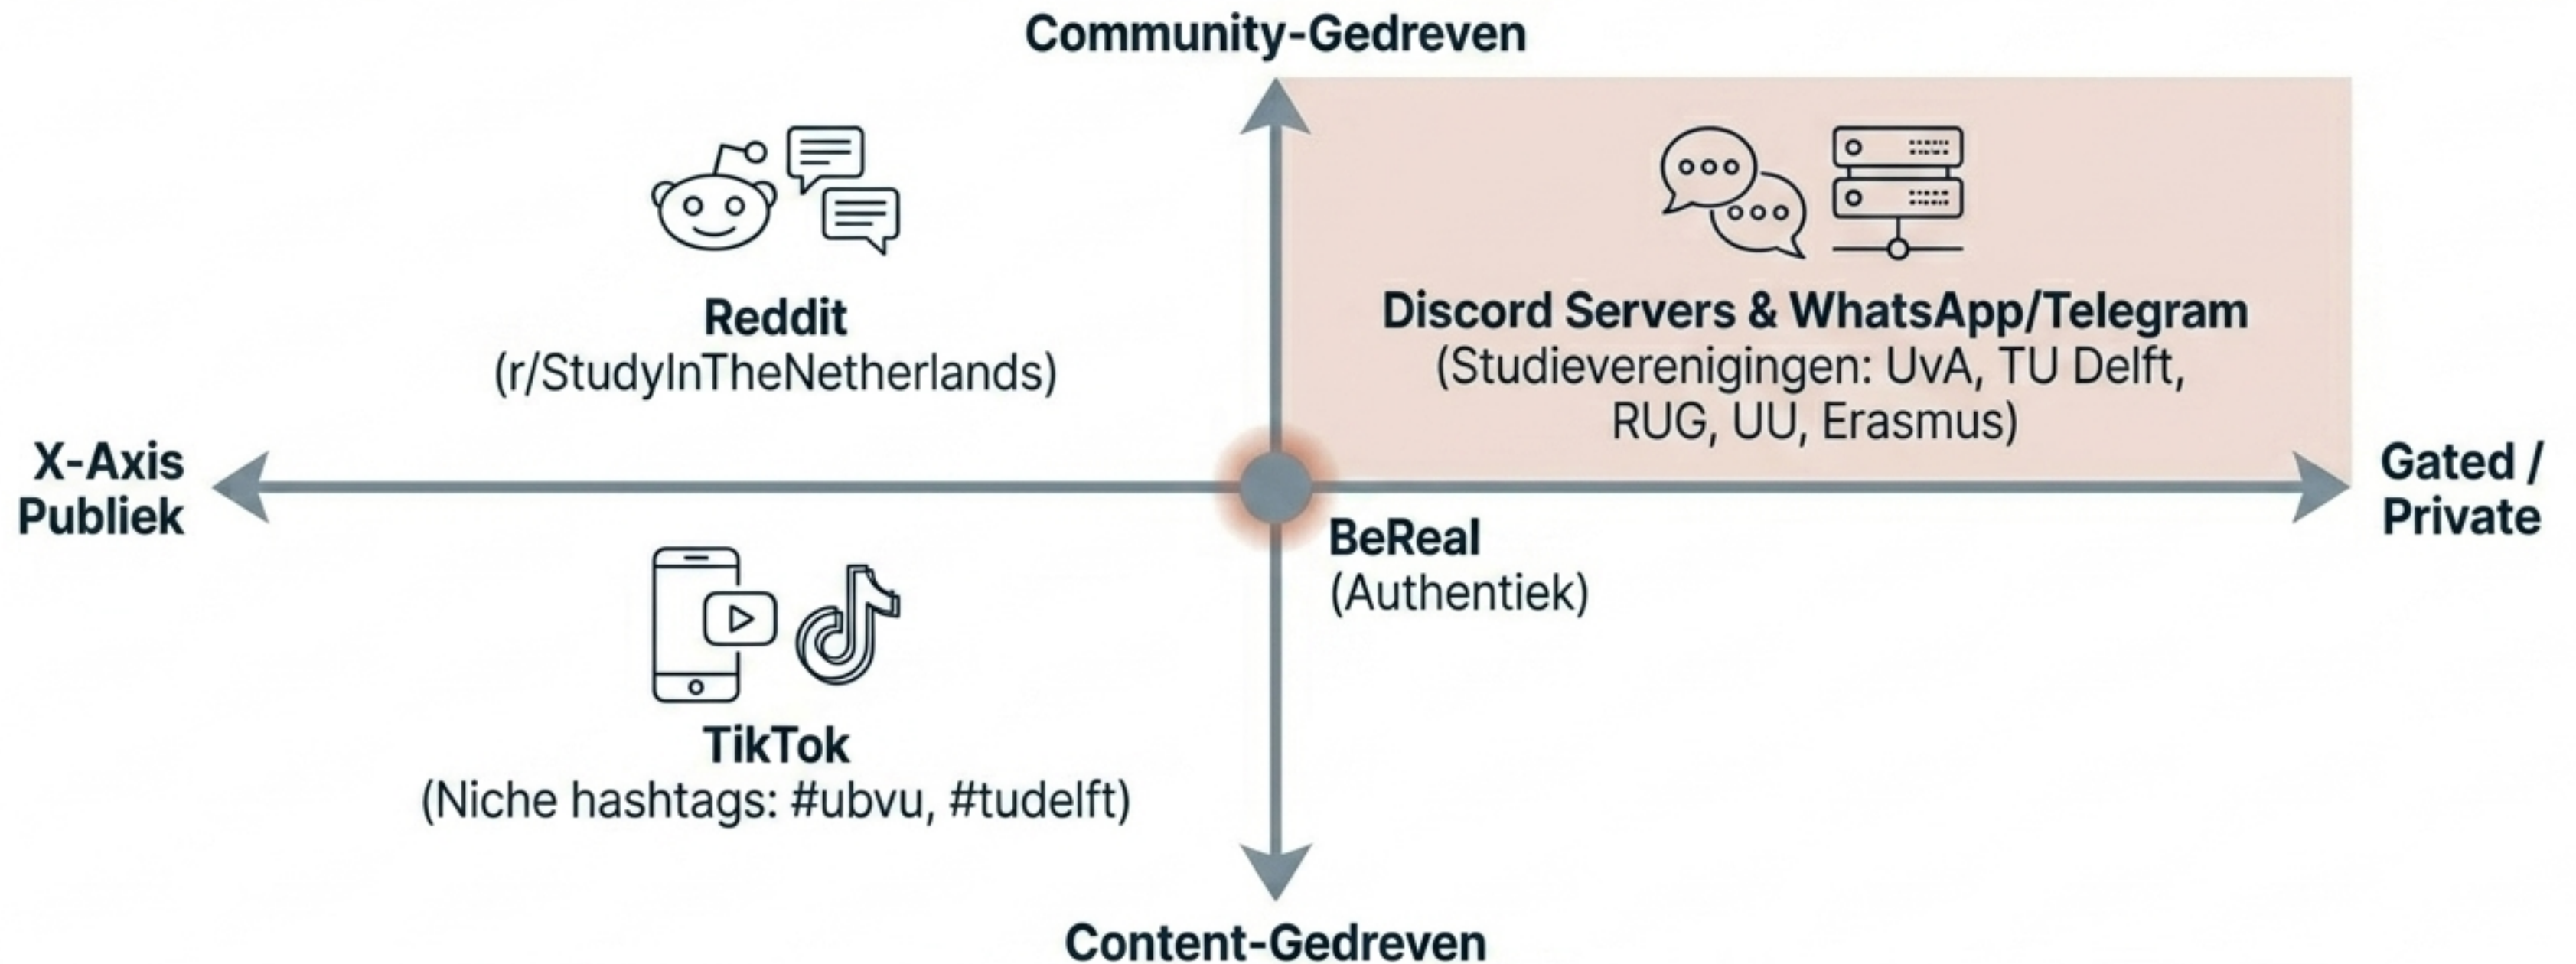 Community-Gedreven
Reddit
(r/StudyInTheNetherlands)
Discord Servers & WhatsApp/Telegram
(Studieverenigingen: UvA, TU Delft,
RUG, UU, Erasmus)
X-Axis
Publiek
Gated /
Private
BeReal
(Authentiek)
TikTok
(Niche hashtags: #ubvu, #tudelft)
Content-Gedreven